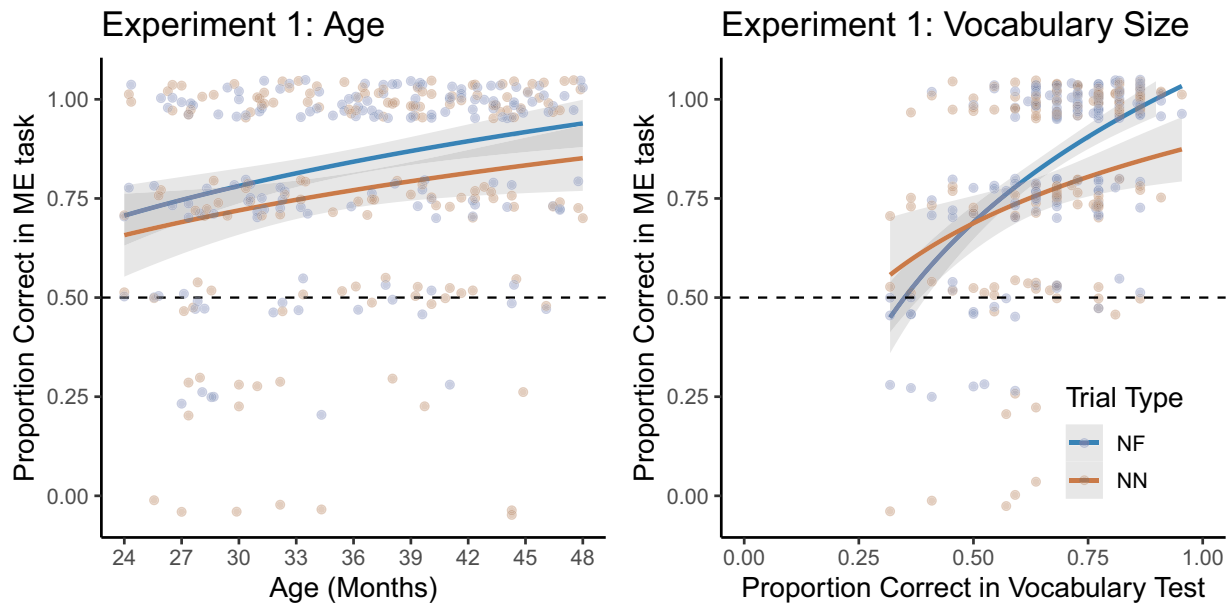 Experiment 1: Age
Proportion Correct in ME task
1.00
0.75
0.50
0.25
0.00
24 27 30 33 36 39 42 45 48
Age (Months)
Experiment 1: Vocabulary Size
Proportion Correct in ME task
1.00
0.75
0.50
0.25
0.00
Trial Type
NF
NN
0.00 0.25 0.50 0.75 1.00
Proportion Correct in Vocabulary Test